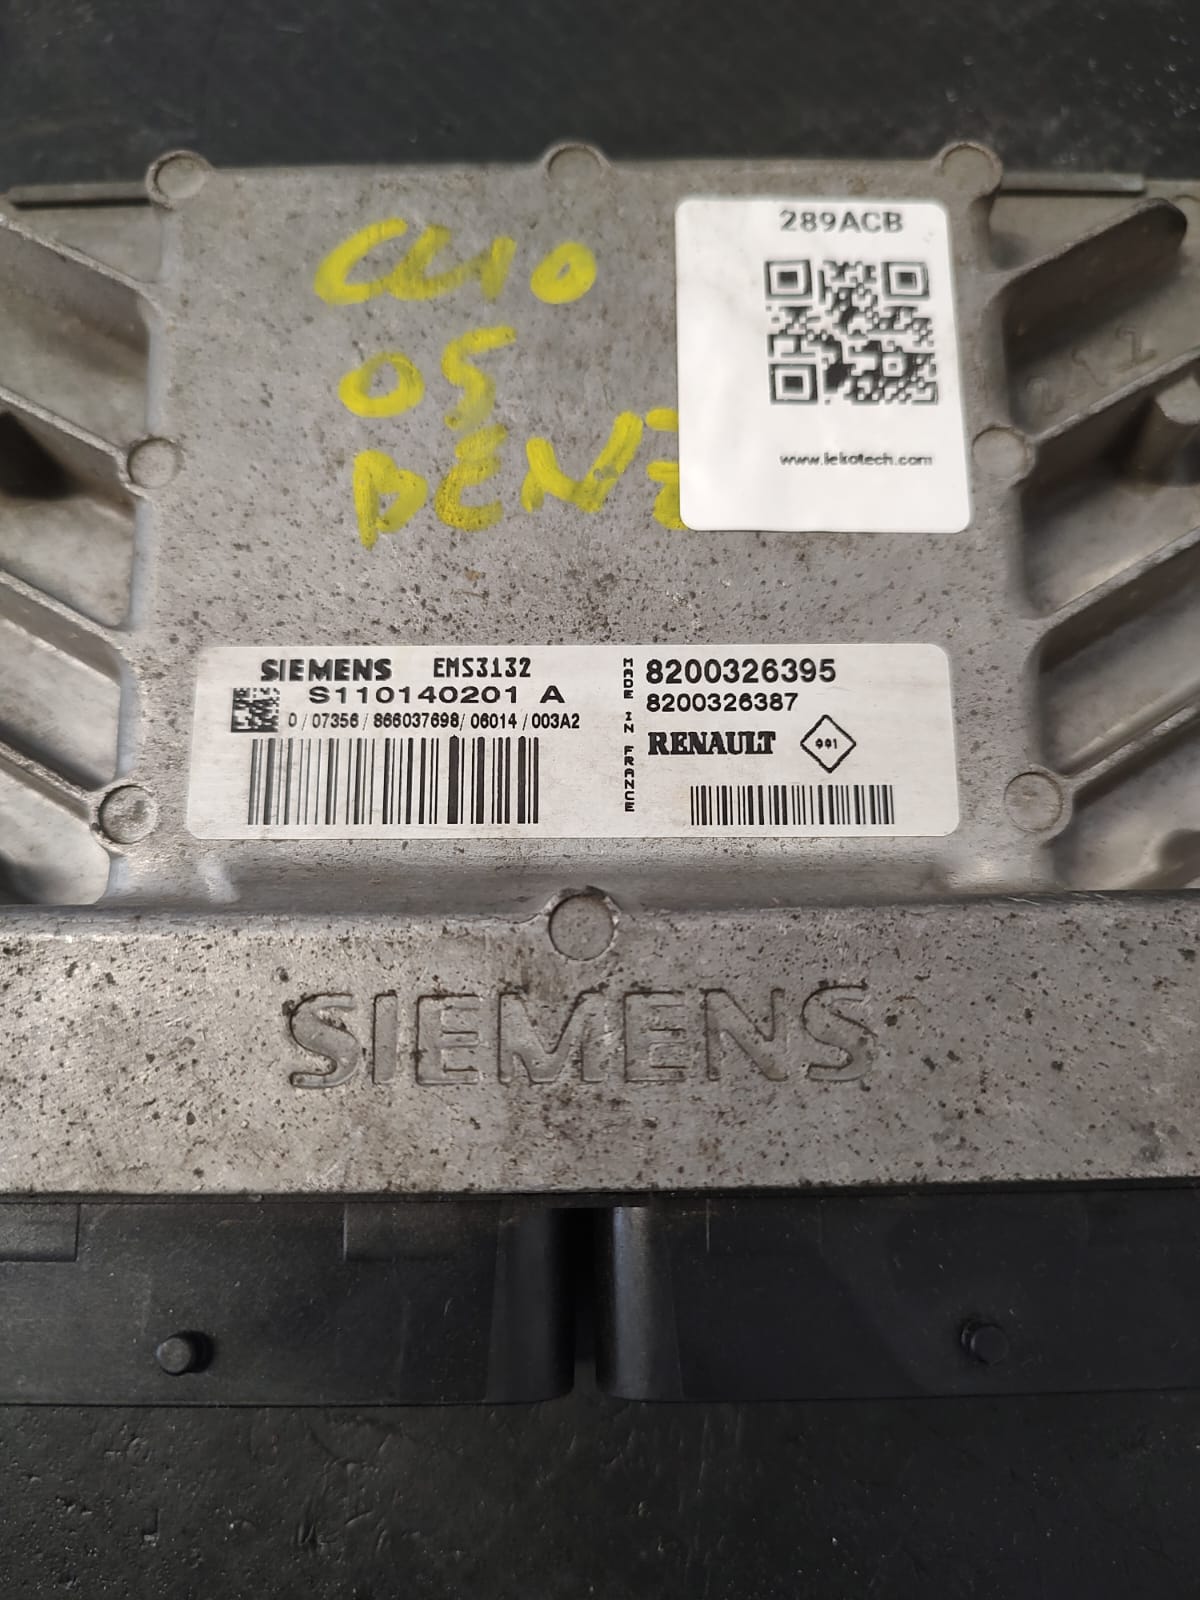 289ACB
www.lekotech.com
CLIO
05
BENZ
SIEMENS EMS3132
S110140201 A
0 / 07356 / 866037698 / 06014 / 003A2
MADE IN FRANCE
8200326395
8200326387
RENAULT 991
SIEMENS